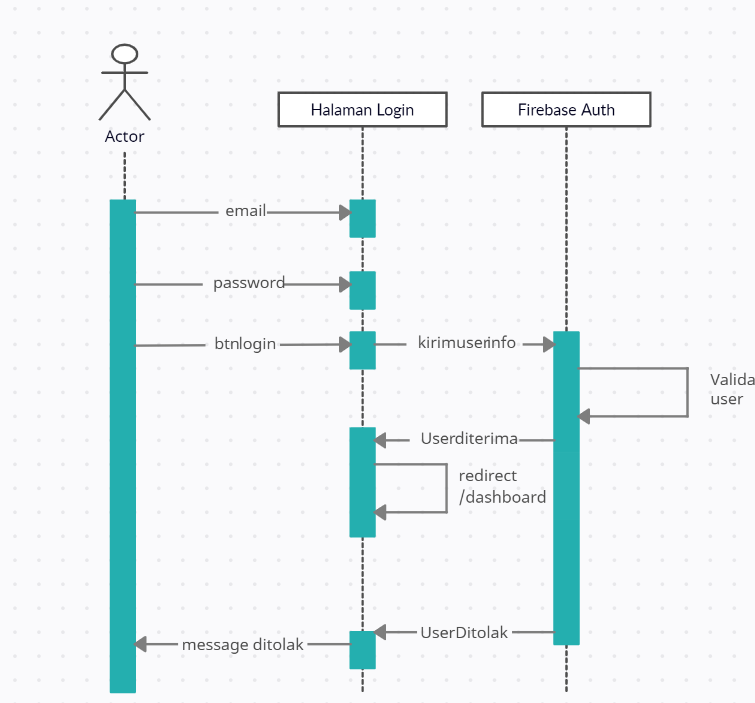 Actor
Halaman Login
Firebase Auth
email
password
btnlogin
kirimuserinfo
Valida
user
Userditerima
redirect
/dashboard
UserDitolak
message ditolak